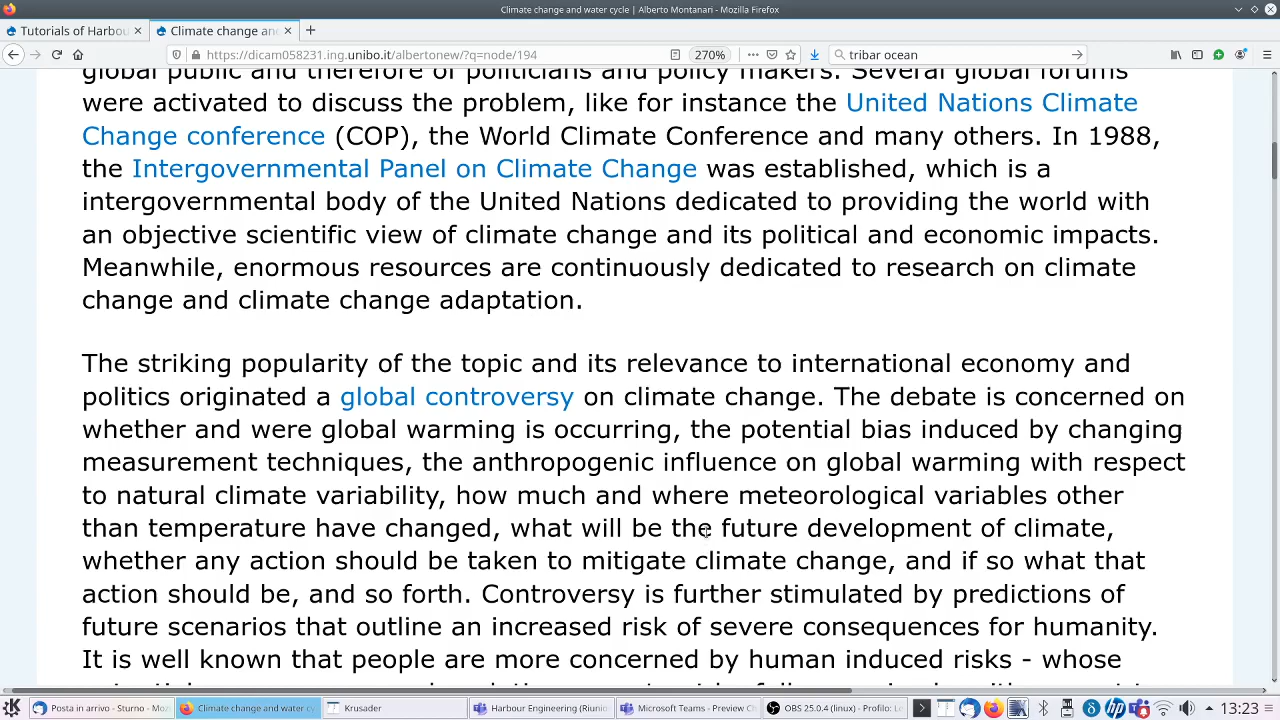 Climate change and water cycle | Alberto Montanari - Mozilla Firefox
Tutorials of Harbou
Climate change an
https://dicam058231.ing.unibo.it/albertonew/?q=node/194
270%
tribar ocean
global public and therefore of politicians and policy makers. Several global forums
were activated to discuss the problem, like for instance the United Nations Climate
Change conference (COP), the World Climate Conference and many others. In 1988,
the Intergovernmental Panel on Climate Change was established, which is a
intergovernmental body of the United Nations dedicated to providing the world with
an objective scientific view of climate change and its political and economic impacts.
Meanwhile, enormous resources are continuously dedicated to research on climate
change and climate change adaptation.
The striking popularity of the topic and its relevance to international economy and
politics originated a global controversy on climate change. The debate is concerned on
whether and were global warming is occurring, the potential bias induced by changing
measurement techniques, the anthropogenic influence on global warming with respect
to natural climate variability, how much and where meteorological variables other
than temperature have changed, what will be the future development of climate,
whether any action should be taken to mitigate climate change, and if so what that
action should be, and so forth. Controversy is further stimulated by predictions of
future scenarios that outline an increased risk of severe consequences for humanity.
It is well known that people are more concerned by human induced risks - whose
Posta in arrivo - Sturno - Moz
Climate change and water cy
Krusader
Harbour Engineering (Riunio
Microsoft Teams - Preview
OBS 25.0.4 (linux) - Profilo: L
13:23